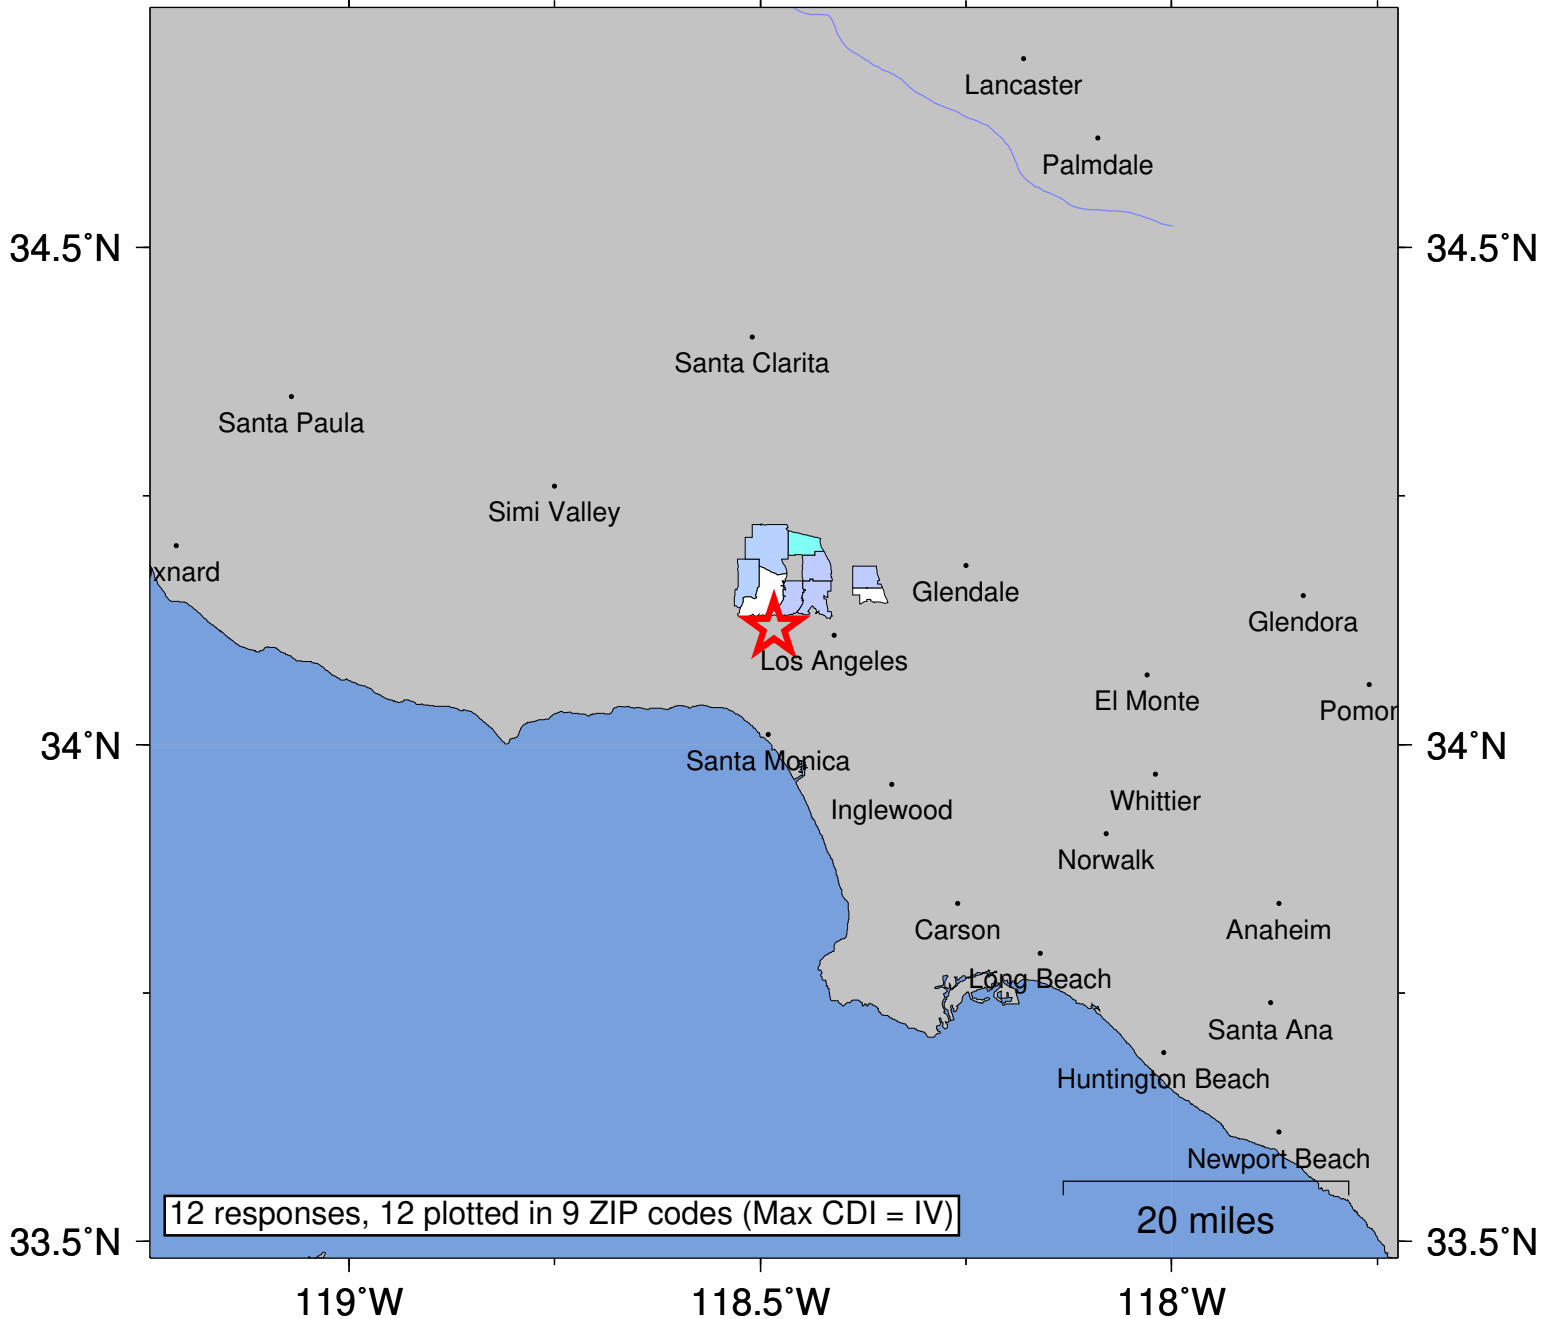 Lancaster
Palmdale
34.5°N
34.5°N
Santa Clarita
Santa Paula
Simi Valley
xnard
Glendale
Glendora
Los Angeles
El Monte
Pomor
34°N
34°N
Santa Monica
Whittier
Inglewood
Norwalk
Carson
Anaheim
Long Beach
Santa Ana
Huntington Beach
Newport Beach
12 responses, 12 plotted in 9 ZIP codes (Max CDI = IV)
20 miles
33.5°N
33.5°N
119°W
118.5°W
118°W